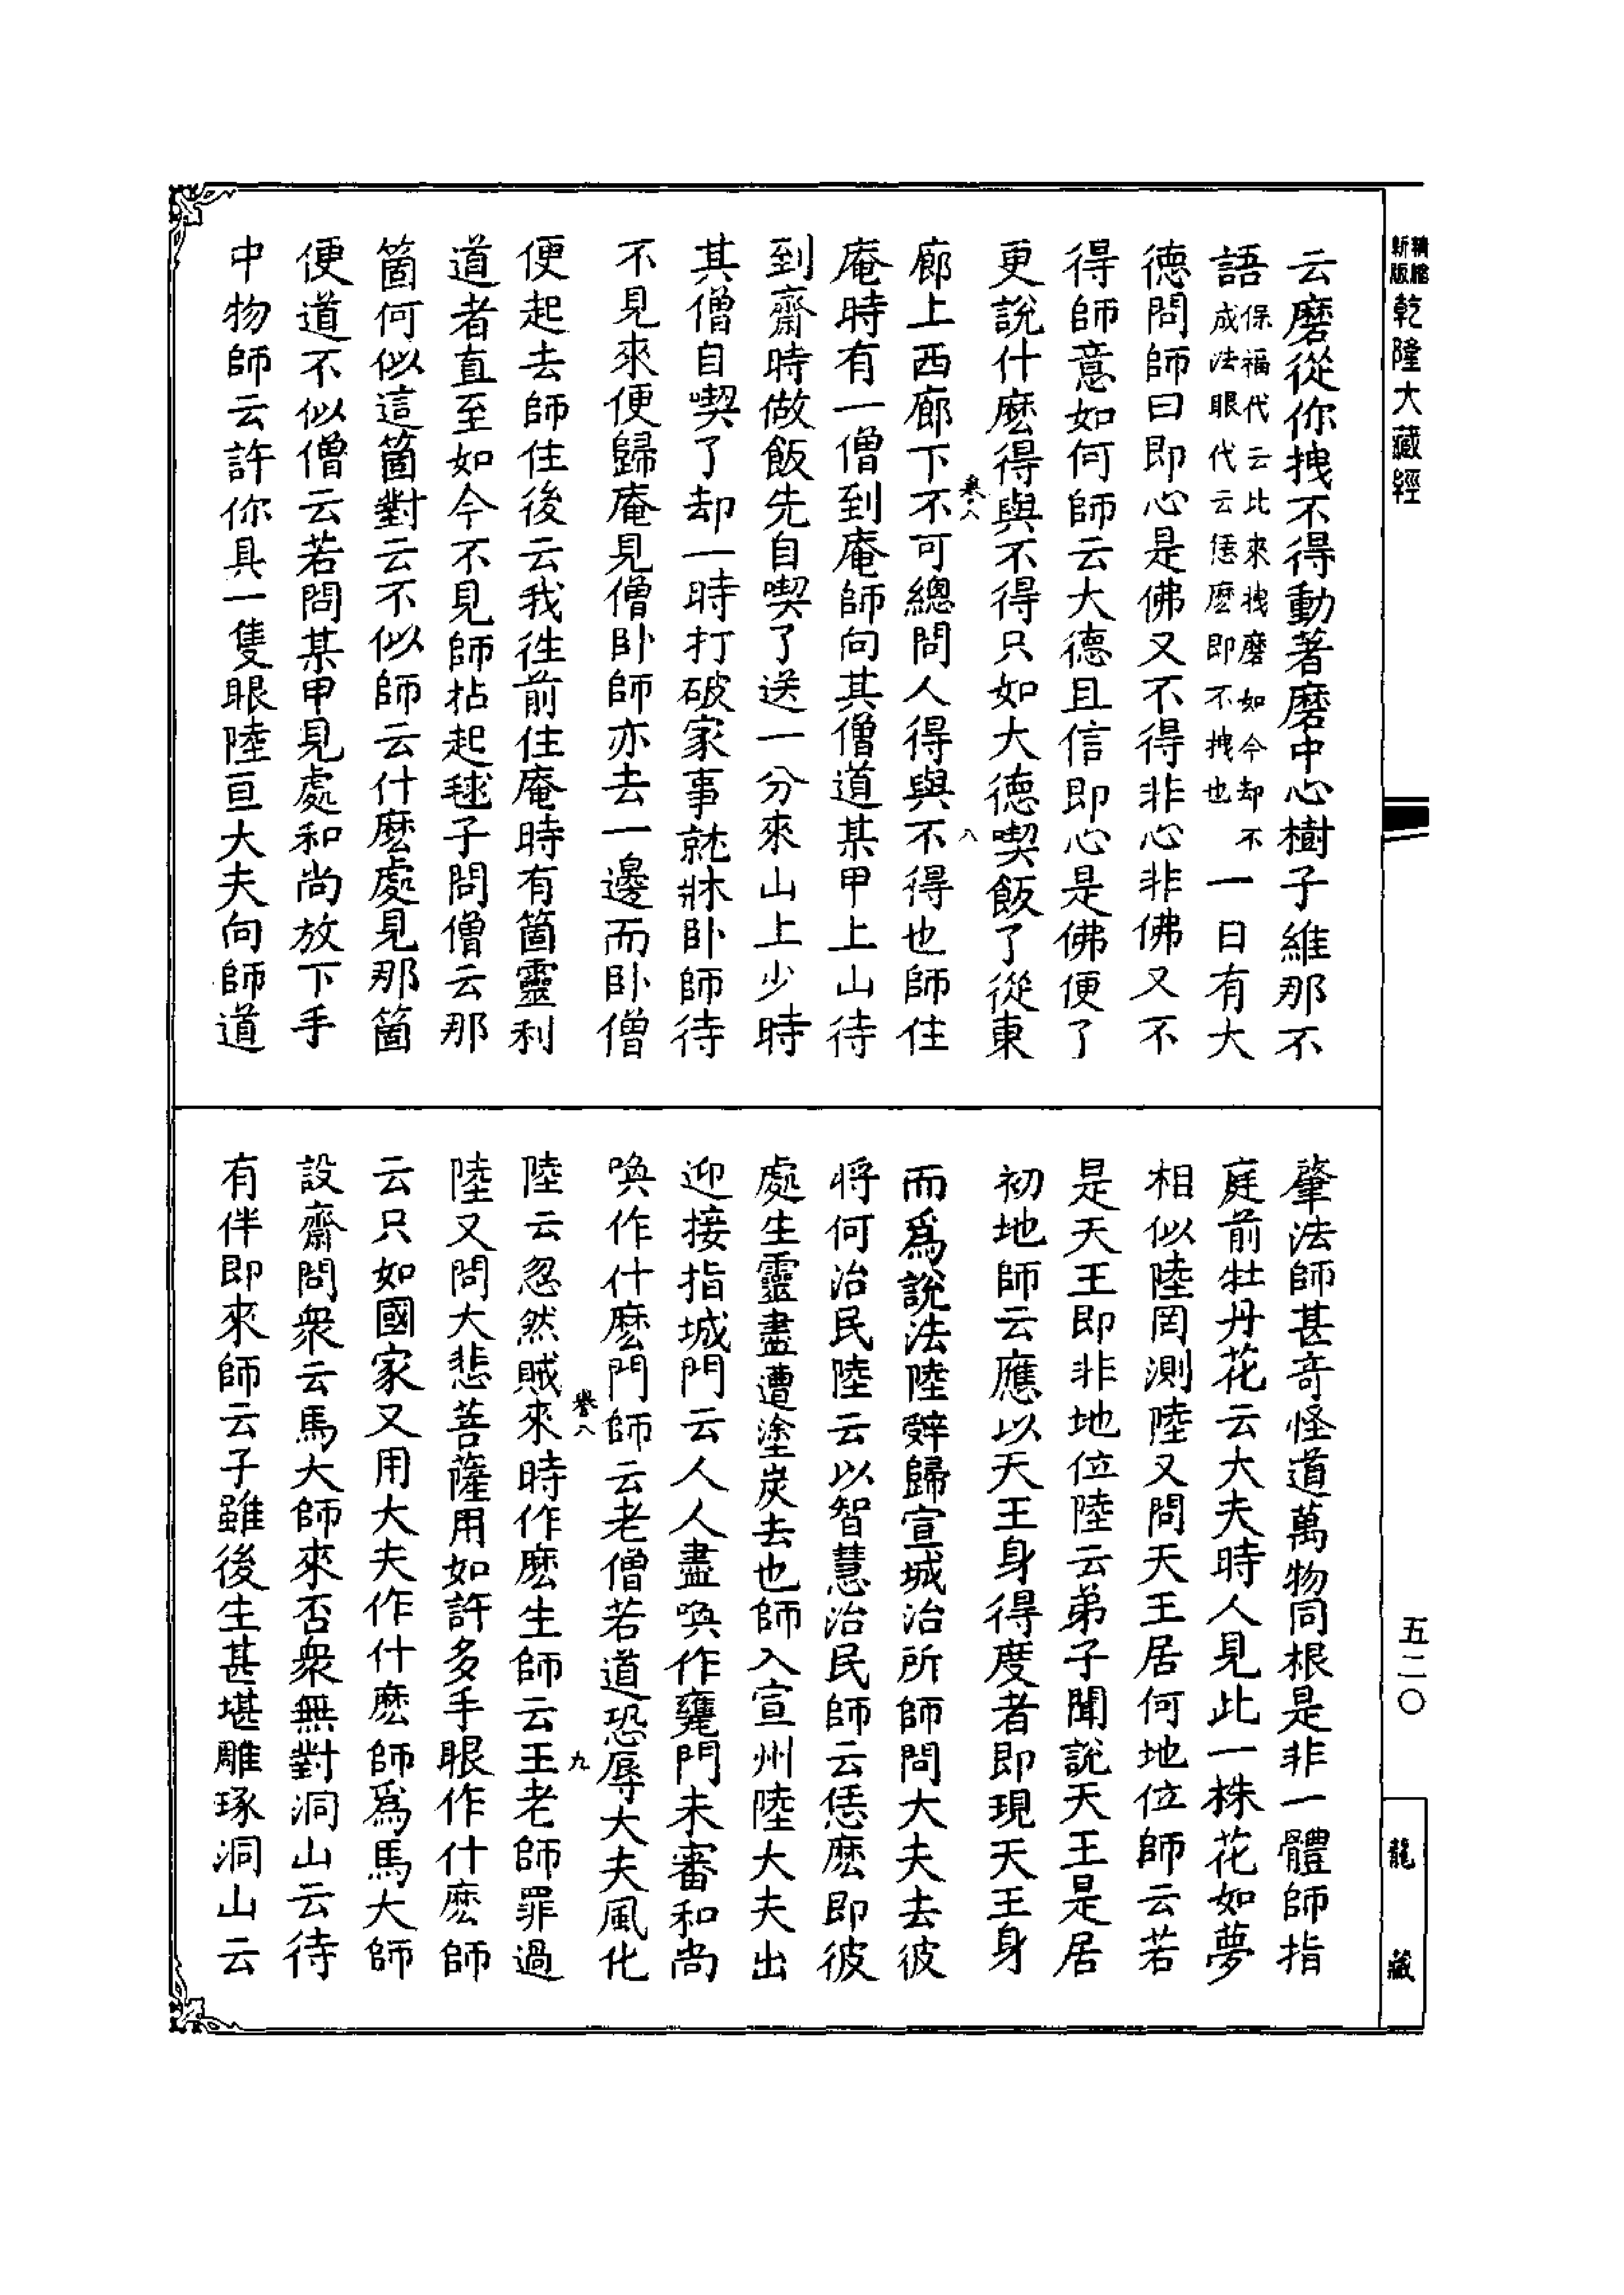 精縮
新版
乾隆大藏經
云磨從你拽不得動著磨中心樹子維那不
語
保福代云比來拽磨如今却不
成法眼代云恁麽即不拽也
一日有大
德問師曰即心是佛又不得非心非佛又不
得師意如何師云大德且信即心是佛便了
更說什麽得與不得只如大德喫飯了從東
廊上西廊下不可總問人得與不得也師住
卷八
八
庵時有一僧到庵師向其僧道某甲上山待
到齋時做飯先自喫了送一分來山上少時
其僧自喫了却一時打破家事就牀卧師待
不見來便歸庵見僧卧師亦去一邊而卧僧
便起去師住後云我徃前住庵時有箇靈利
道者直至如今不見師拈起毬子問僧云那
箇何似這箇對云不似師云什麽處見那箇
便道不似僧云若問某甲見處和尚放下手
中物師云許你具一隻眼陸亘大夫向師道
肇法師甚奇怪道萬物同根是非一體師指
庭前牡丹花云大夫時人見此一株花如夢
相似陸罔測陸又問天王居何地位師云若
是天王即非地位陸云弟子聞說天王是居
初地師云應以天王身得度者即現天王身
而爲說法陸辭歸宣城治所師問大夫去彼
將何治民陸云以智慧治民師云恁麽即彼
處生靈盡遭塗炭去也師入宣州陸大夫出
迎接指城門云人人盡喚作甕門未審和尚
喚作什麽門師云老僧若道恐辱大夫風化
卷八
九
陸云忽然賊來時作麽生師云王老師罪過
陸又問大悲菩薩用如許多手眼作什麽師
云只如國家又用大夫作什麽師爲馬大師
設齋問衆云馬大師來否衆無對洞山云待
有伴即來師云子雖後生甚堪雕琢洞山云
五二〇
龍藏